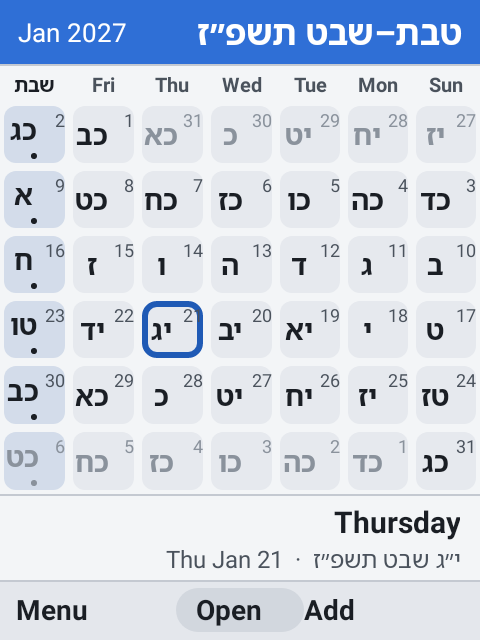 טבת–שבט תשפ״ז Jan 2027
Sun Mon Tue Wed Thu Fri שבת
27 יז 28 יח 29 יט 30 כ 31 כא 1 כב 2 כג
3 כד 4 כה 5 כו 6 כז 7 כח 8 כט 9 א
10 ב 11 ג 12 ד 13 ה 14 ו 15 ז 16 ח
17 ט 18 י 19 יא 20 יב 21 יג 22 יד 23 טו
24 טז 25 יז 26 יח 27 יט 28 כ 29 כא 30 כב
31 כג 1 כד 2 כה 3 כו 4 כז 5 כח 6 כט
Thursday
י״ג שבט תשפ״ז · Thu Jan 21
Menu Open Add